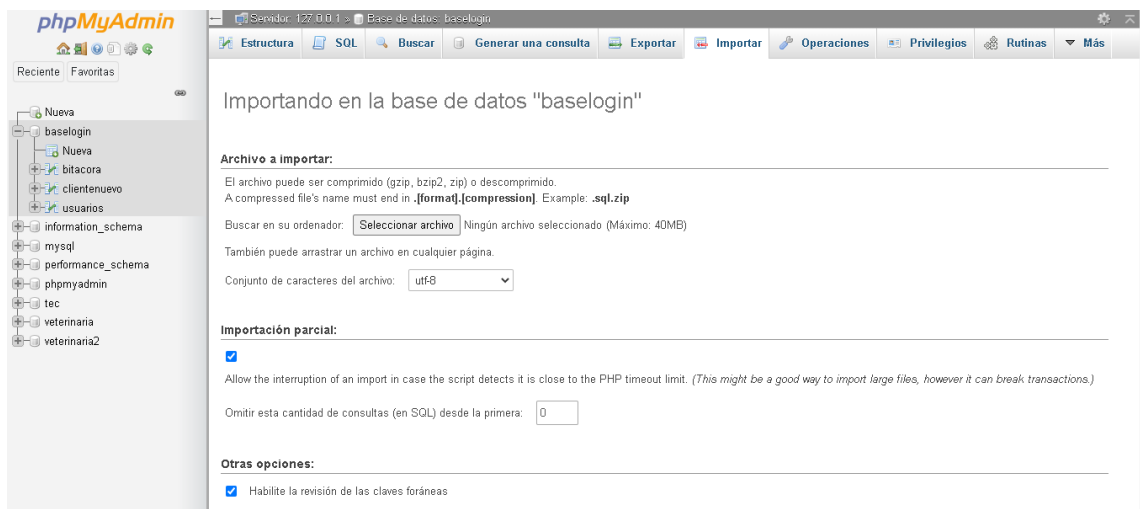 phpMyAdmin
Reciente Favoritas
Nueva
baselogin
Nueva
bitacora
clientenuevo
usuarios
information_schema
mysql
performance_schema
phpmyadmin
tec
veterinaria
veterinaria2
Servidor: 127.0.0.1 » Base de datos: baselogin
Estructura SQL Buscar Generar una consulta Exportar Importar Operaciones Privilegios Rutinas Más
Importando en la base de datos "baselogin"
Archivo a importar:
El archivo puede ser comprimido (gzip, bzip2, zip) o descomprimido.
A compressed file's name must end in .[format].[compression]. Example: .sql.zip
Buscar en su ordenador: Seleccionar archivo Ningún archivo seleccionado (Máximo: 40MB)
También puede arrastrar un archivo en cualquier página.
Conjunto de caracteres del archivo: utf-8
Importación parcial:
Allow the interruption of an import in case the script detects it is close to the PHP timeout limit. (This might be a good way to import large files, however it can break transactions.)
Omitir esta cantidad de consultas (en SQL) desde la primera: 0
Otras opciones:
Habilite la revisión de las claves foráneas